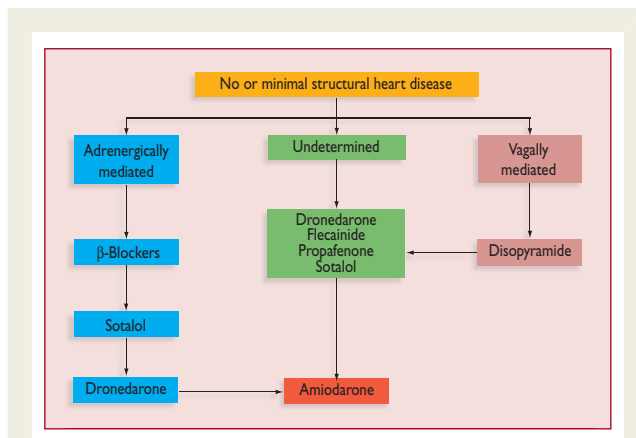 No or minimal structural heart disease
Adrenergically
mediated
Undetermined
Vagally
mediated
Dronedarone
Flecainide
Propafenone
Sotalol
β-Blockers
Disopyramide
Sotalol
Dronedarone
Amiodarone